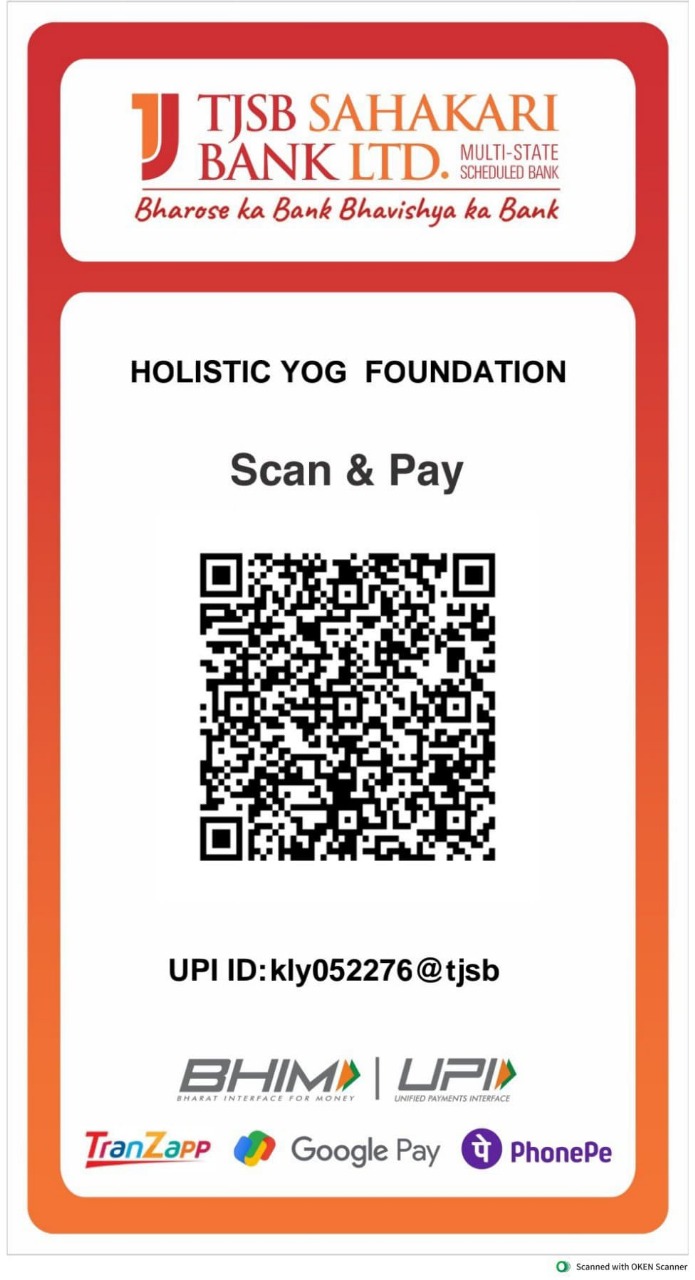 TJSB SAHAKARI
BANK LTD. MULTI-STATE SCHEDULED BANK
Bharose ka Bank Bhavishya ka Bank
HOLISTIC YOG FOUNDATION
Scan & Pay
UPI ID:kly052276@tjsb
BHIM | UPI
BHARAT INTERFACE FOR MONEY UNIFIED PAYMENTS INTERFACE
TranZapp Google Pay पे PhonePe
Scanned with OKEN Scanner